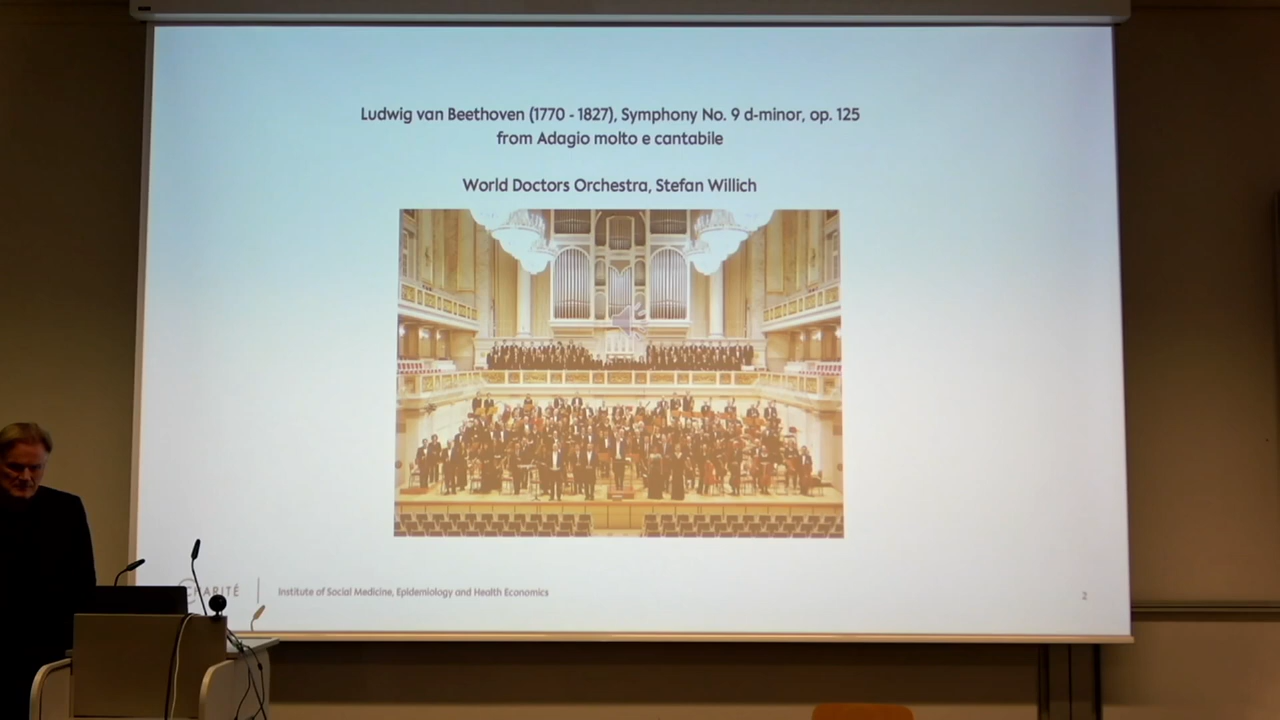 Ludwig van Beethoven (1770 - 1827), Symphony No. 9 d-minor, op. 125
from Adagio molto e cantabile
World Doctors Orchestra, Stefan Willich
CHARITÉ
Institute of Social Medicine, Epidemiology and Health Economics
2